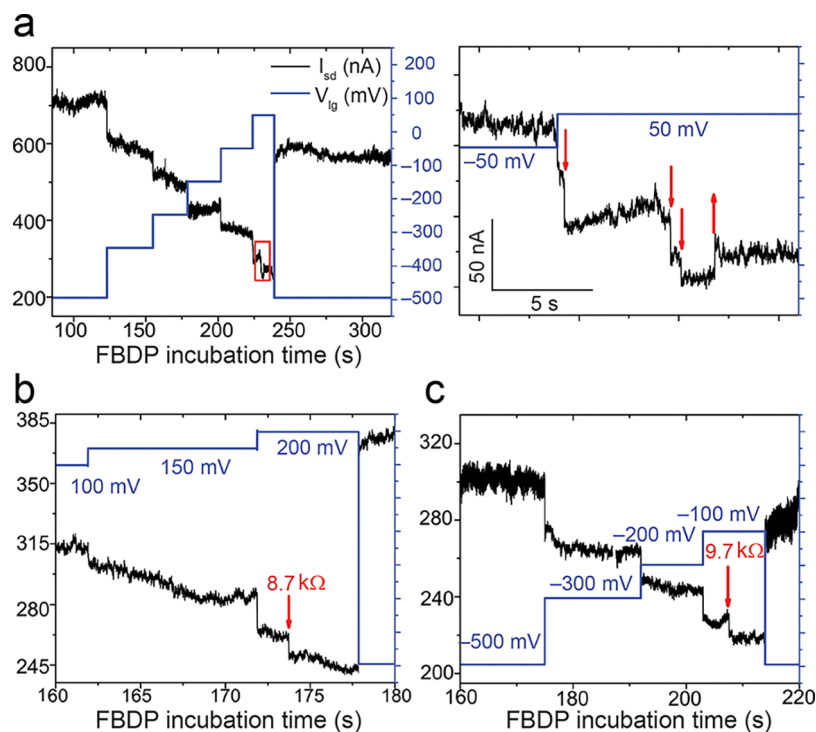 a
800
600
400
200
I_sd (nA)
V_lg (mV)
200
100
0
−100
−200
−300
−400
−500
100 150 200 250 300
FBDP incubation time (s)
−50 mV
50 mV
50 nA
5 s
b
385
350
315
280
245
100 mV
150 mV
200 mV
8.7 kΩ
160 165 170 175 180
FBDP incubation time (s)
c
320
280
240
200
−500 mV
−300 mV
−200 mV
−100 mV
9.7 kΩ
160 180 200 220
FBDP incubation time (s)